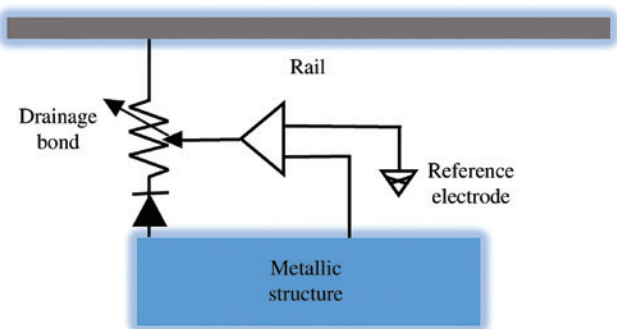 Rail
Drainage
bond
Reference
electrode
Metallic
structure